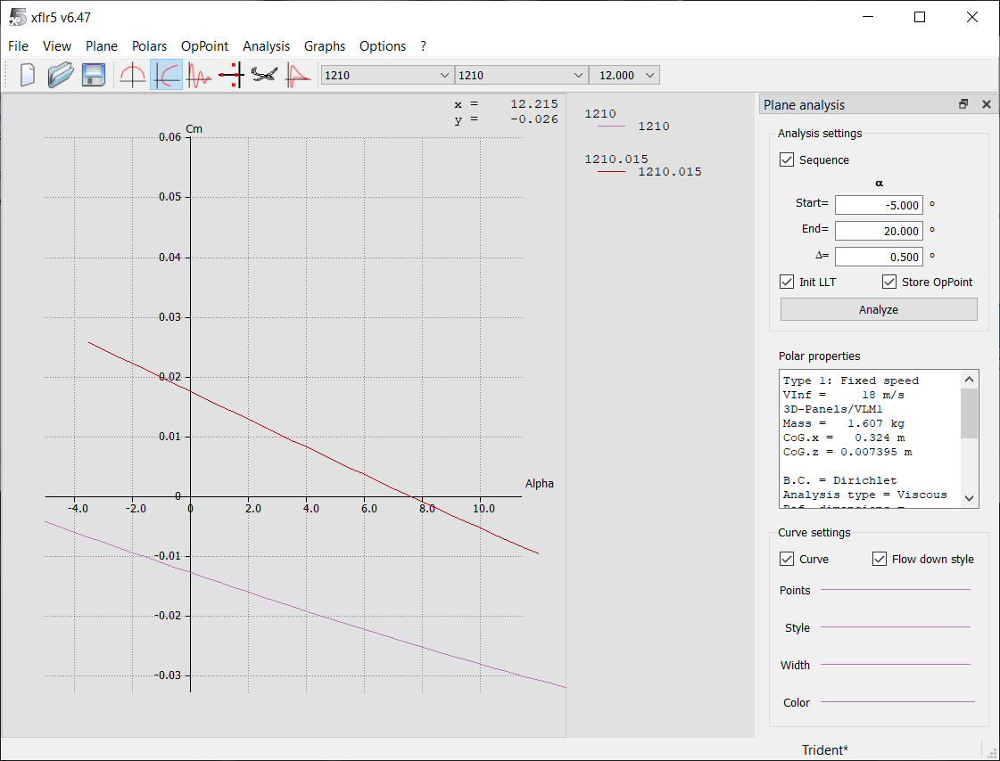 xflr5 v6.47
File View Plane Polars OpPoint Analysis Graphs Options ?
1210 1210 12.000
x = 12.215
y = -0.026
Cm
0.06
0.05
0.04
0.03
0.02
0.01
0
-0.01
-0.02
-0.03
-4.0 -2.0 0 2.0 4.0 6.0 8.0 10.0
Alpha
1210
1210
1210.015
1210.015
Plane analysis
Analysis settings
Sequence
α
Start= -5.000 °
End= 20.000 °
Δ= 0.500 °
Init LLT Store OpPoint
Analyze
Polar properties
Type 1: Fixed speed
VInf = 18 m/s
3D-Panels/VLM1
Mass = 1.607 kg
CoG.x = 0.324 m
CoG.z = 0.007395 m
B.C. = Dirichlet
Analysis type = Viscous
Ref. dimensions =
Curve settings
Curve Flow down style
Points
Style
Width
Color
Trident*